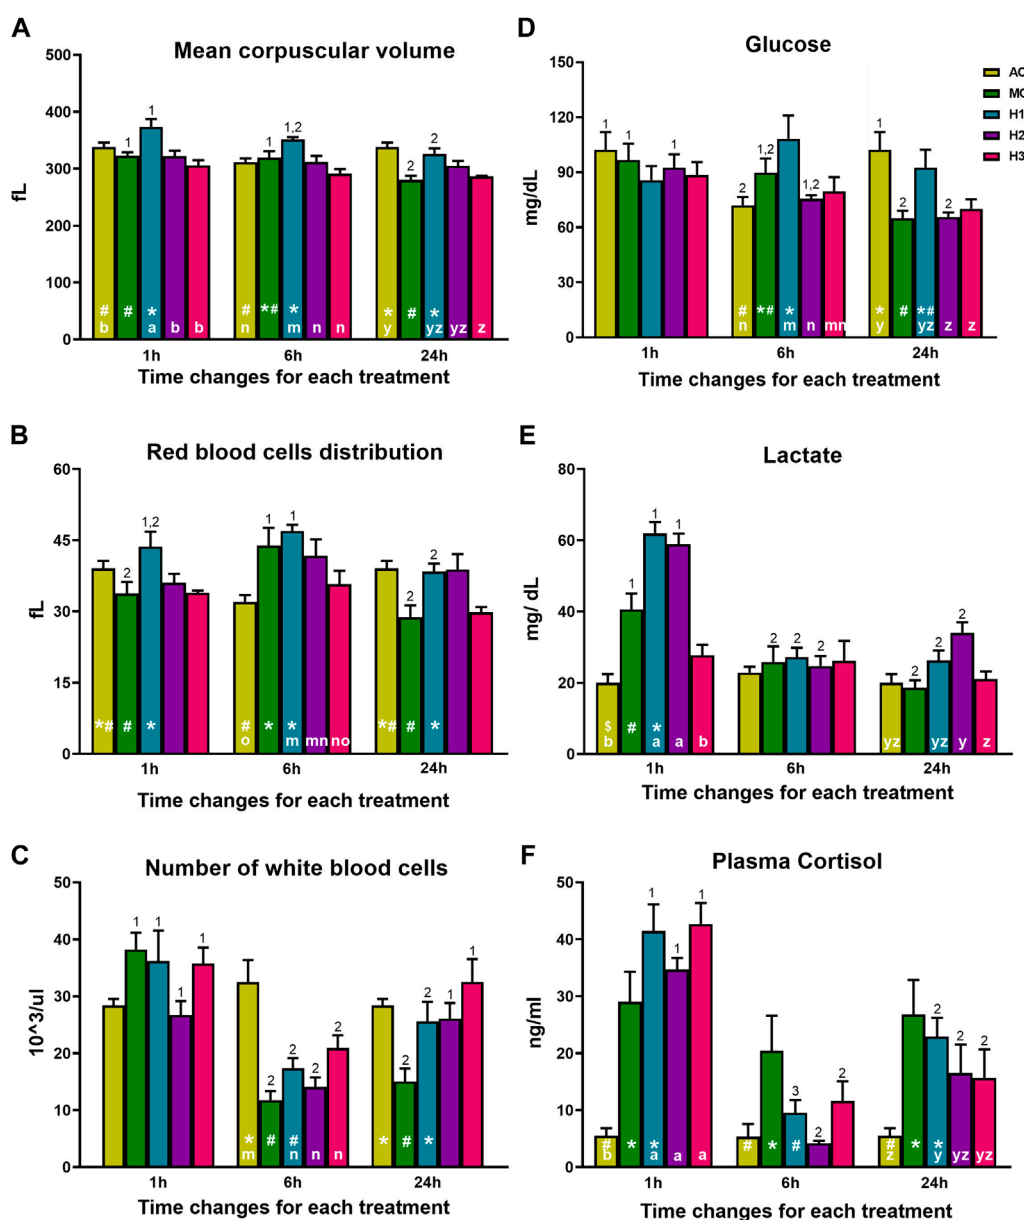 A
Mean corpuscular volume
fL
500
400
300
200
100
0
1 1 1,2 1 2 2
# # * * # * * # *
b a b b n m n n y yz yz z
1h 6h 24h
Time changes for each treatment
D
Glucose
mg/dL
150
120
90
60
30
0
1 1 1 2 1,2 1,2 1 2 2 2
# *# * * # *#
n m n mn y yz z z
1h 6h 24h
Time changes for each treatment
H1
H2
H3
B
Red blood cells distribution
fL
60
45
30
15
0
2 1,2 1 1 2 2
*# # * # * * *# # *
o m mn no
1h 6h 24h
Time changes for each treatment
E
Lactate
mg/ dL
80
60
40
20
0
1 1 1 2 2 2 2 2 2
$ # *
b a a b yz yz y z
1h 6h 24h
Time changes for each treatment
C
Number of white blood cells
10^3/ul
50
40
30
20
10
0
1 1 1 1 2 2 2 2 2 2 1 1
* # # * # *
m n n n
1h 6h 24h
Time changes for each treatment
F
Plasma Cortisol
ng/ml
50
40
30
20
10
0
1 1 1 3 2 2 2 2 2
# * * # * # # * *
b a a a z y yz yz
1h 6h 24h
Time changes for each treatment